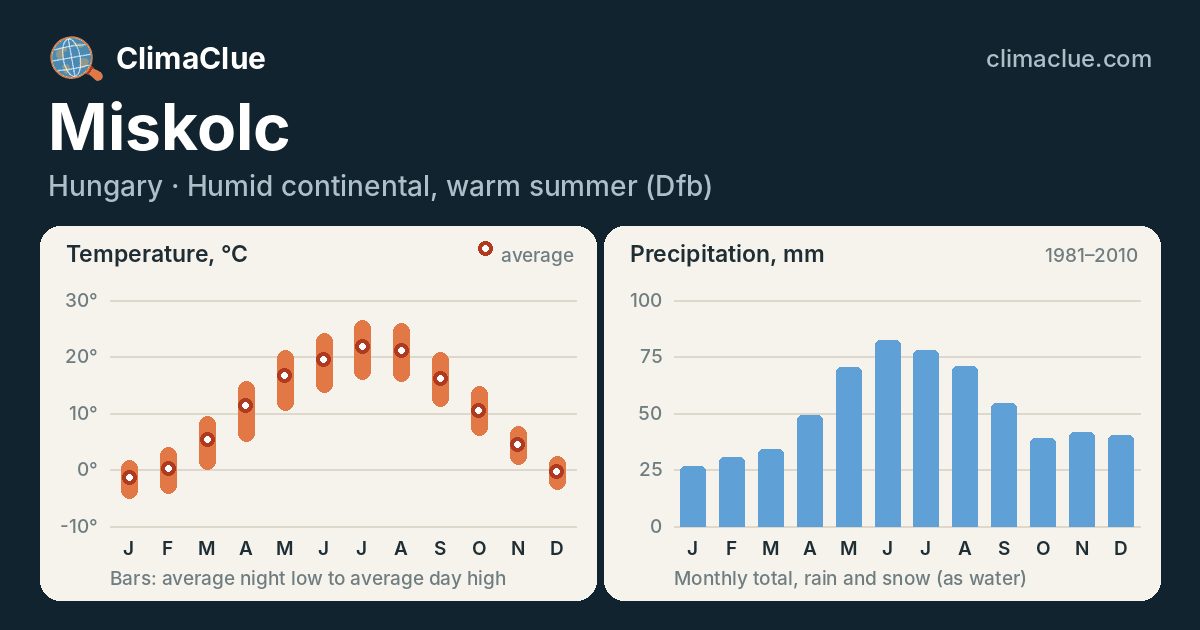 ClimaClue
climaclue.com
Miskolc
Hungary · Humid continental, warm summer (Dfb)
Temperature, °C
average
30°
20°
10°
0°
-10°
J F M A M J J A S O N D
Bars: average night low to average day high
Precipitation, mm
1981–2010
100
75
50
25
0
J F M A M J J A S O N D
Monthly total, rain and snow (as water)